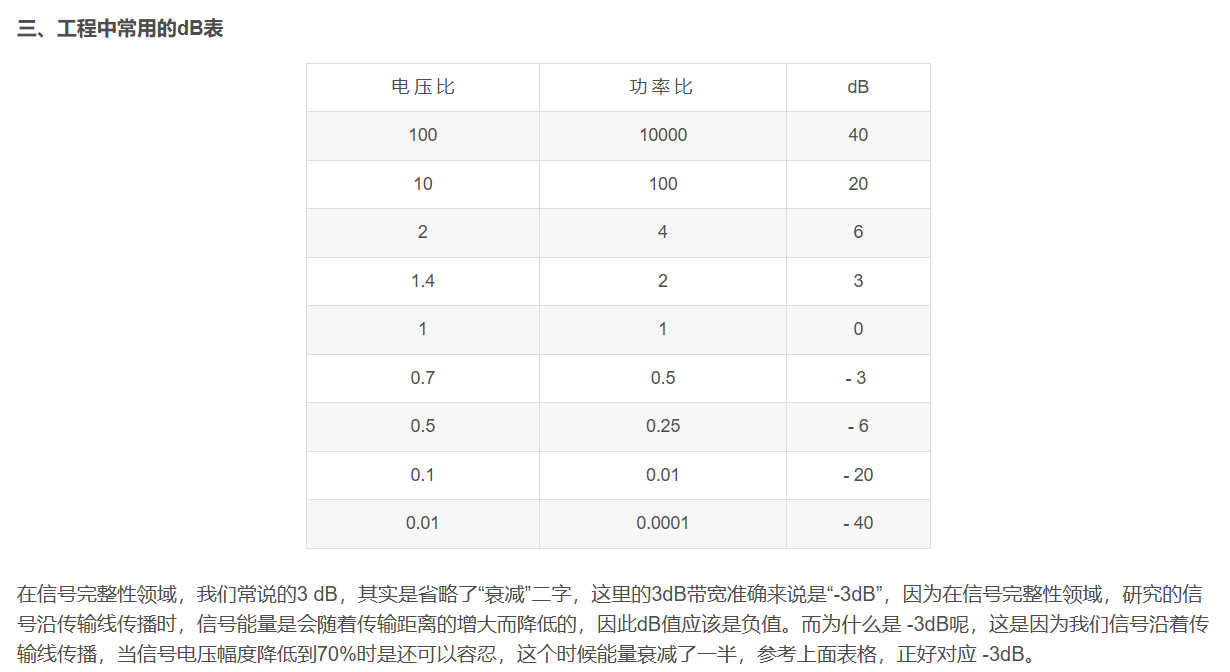 三、工程中常用的dB表
电压比 功率比 dB
100 10000 40
10 100 20
2 4 6
1.4 2 3
1 1 0
0.7 0.5 - 3
0.5 0.25 - 6
0.1 0.01 - 20
0.01 0.0001 - 40
在信号完整性领域，我们常说的3 dB，其实是省略了“衰减”二字，这里的3dB带宽准确来说是“-3dB”，因为在信号完整性领域，研究的信
号沿传输线传播时，信号能量是会随着传输距离的增大而降低的，因此dB值应该是负值。而为什么是 -3dB呢，这是因为我们信号沿着传
输线传播，当信号电压幅度降低到70%时是还可以容忍，这个时候能量衰减了一半，参考上面表格，正好对应 -3dB。